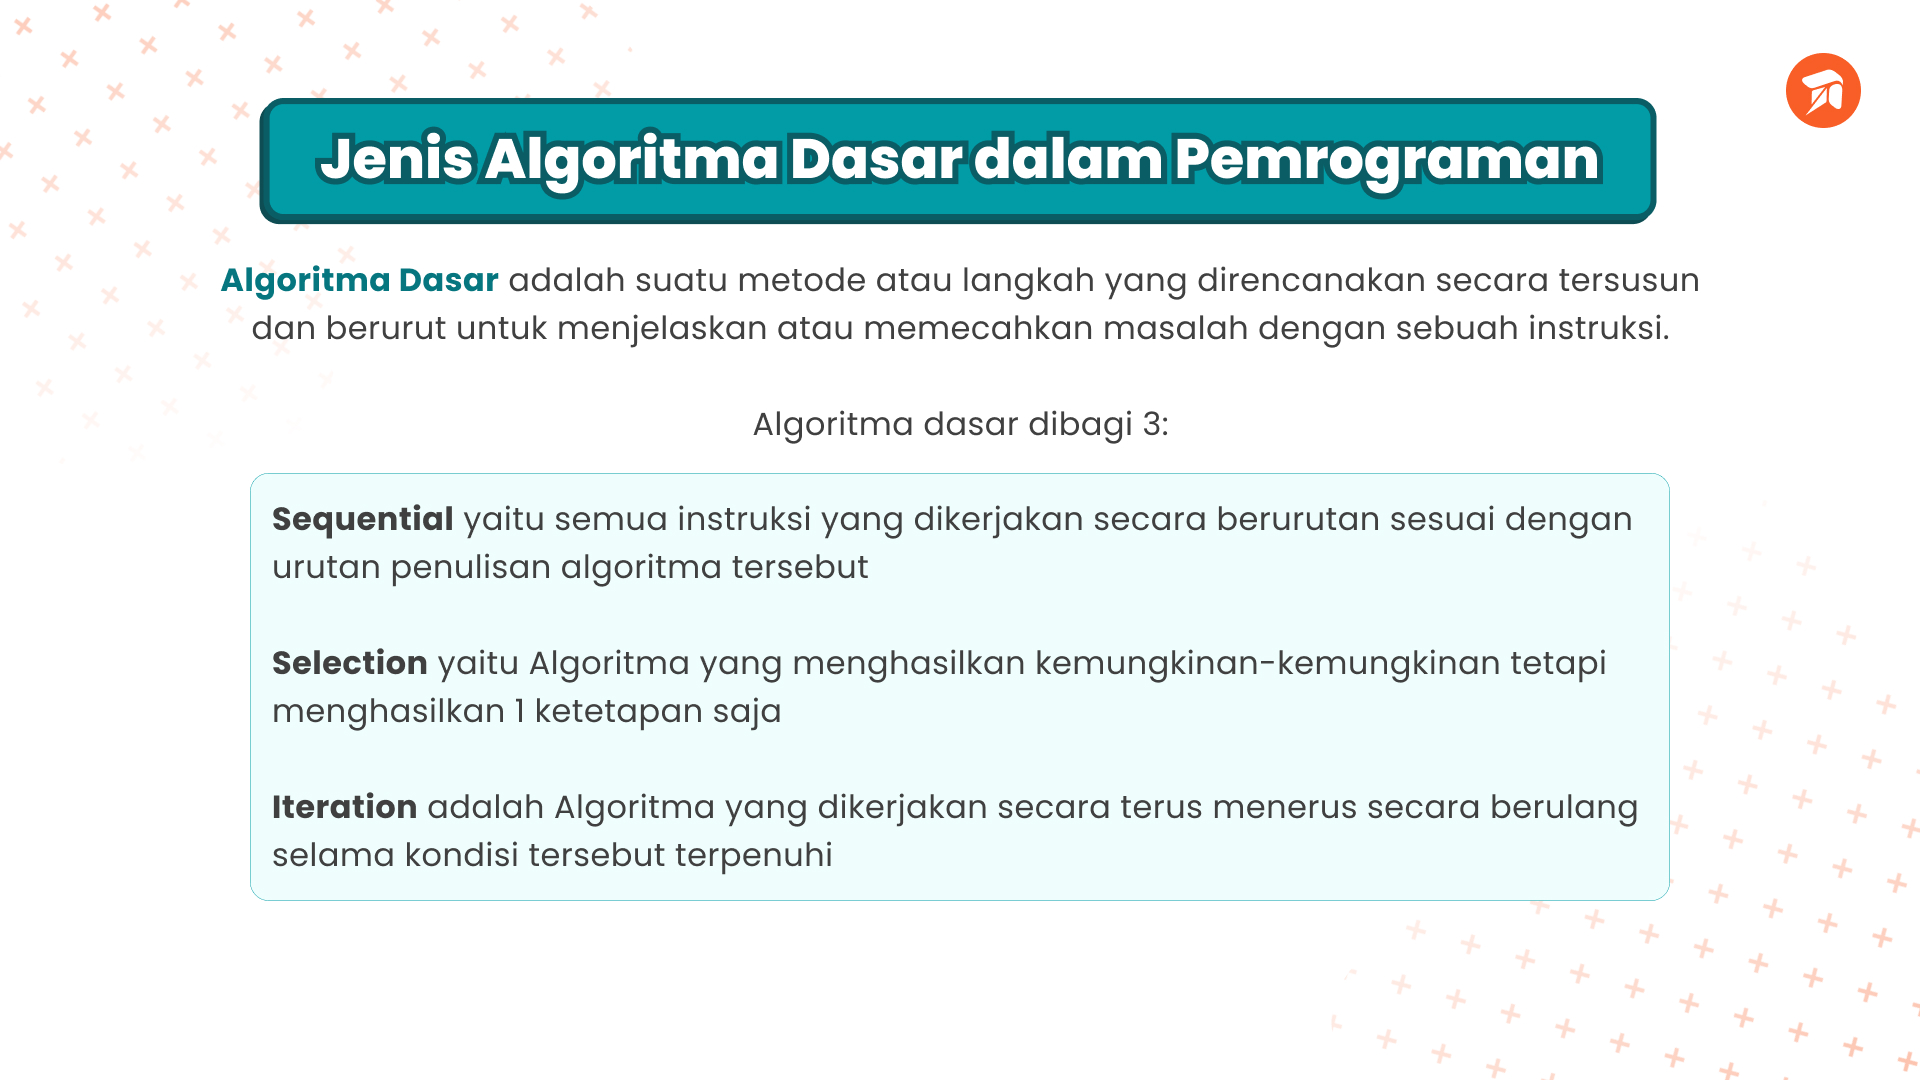 Jenis Algoritma Dasar dalam Pemrograman
Algoritma Dasar adalah suatu metode atau langkah yang direncanakan secara tersusun
dan berurut untuk menjelaskan atau memecahkan masalah dengan sebuah instruksi.
Algoritma dasar dibagi 3:
Sequential yaitu semua instruksi yang dikerjakan secara berurutan sesuai dengan
urutan penulisan algoritma tersebut
Selection yaitu Algoritma yang menghasilkan kemungkinan-kemungkinan tetapi
menghasilkan 1 ketetapan saja
Iteration adalah Algoritma yang dikerjakan secara terus menerus secara berulang
selama kondisi tersebut terpenuhi